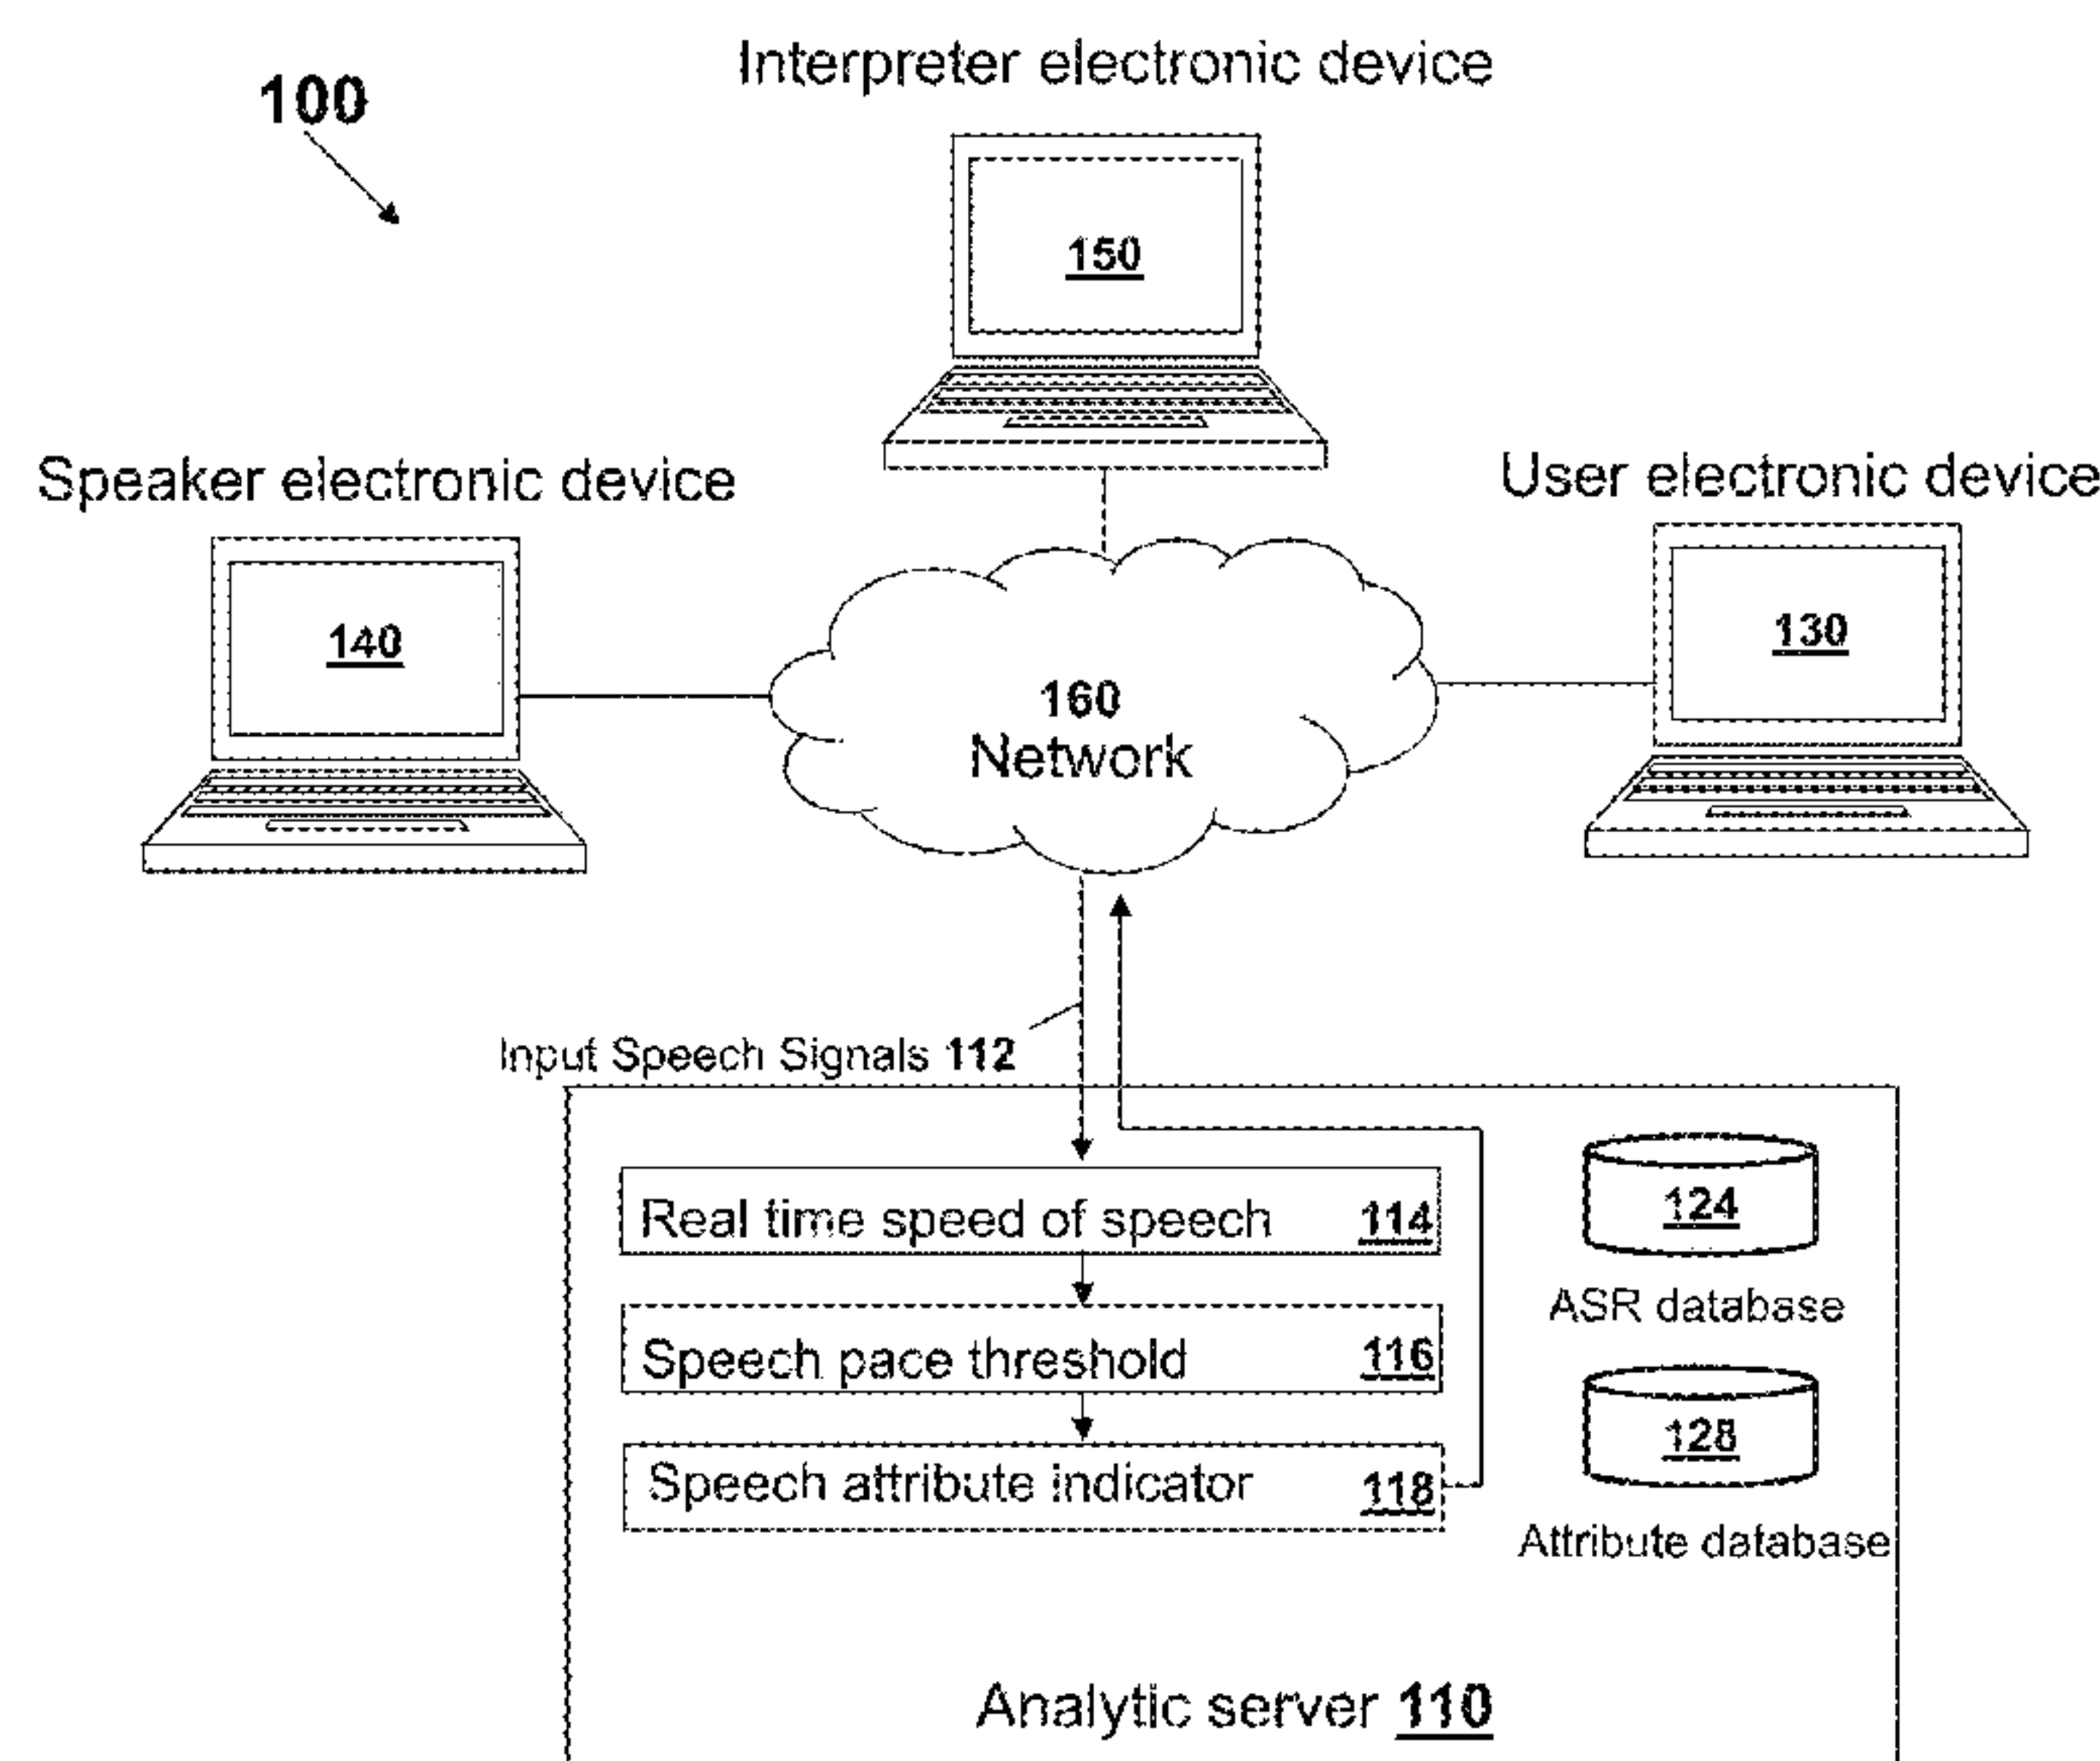 100
Interpreter electronic device
150
Speaker electronic device
User electronic device
140
130
160
Network
Input Speech Signals 112
Real time speed of speech 114
124
ASR database
Speech pace threshold 116
128
Speech attribute indicator 118
Attribute database
Analytic server 110